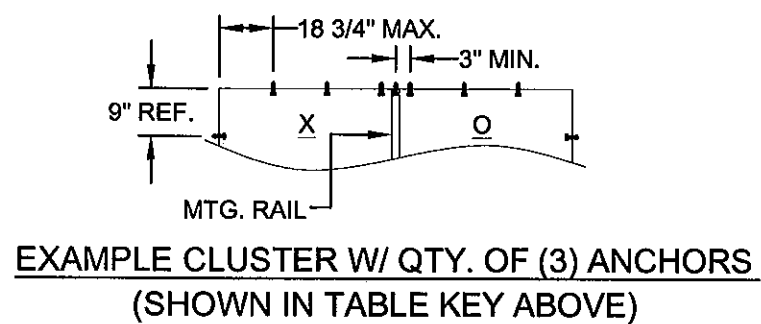 18 3/4" MAX.
3" MIN.
9" REF.
X
O
MTG. RAIL
EXAMPLE CLUSTER W/ QTY. OF (3) ANCHORS
(SHOWN IN TABLE KEY ABOVE)